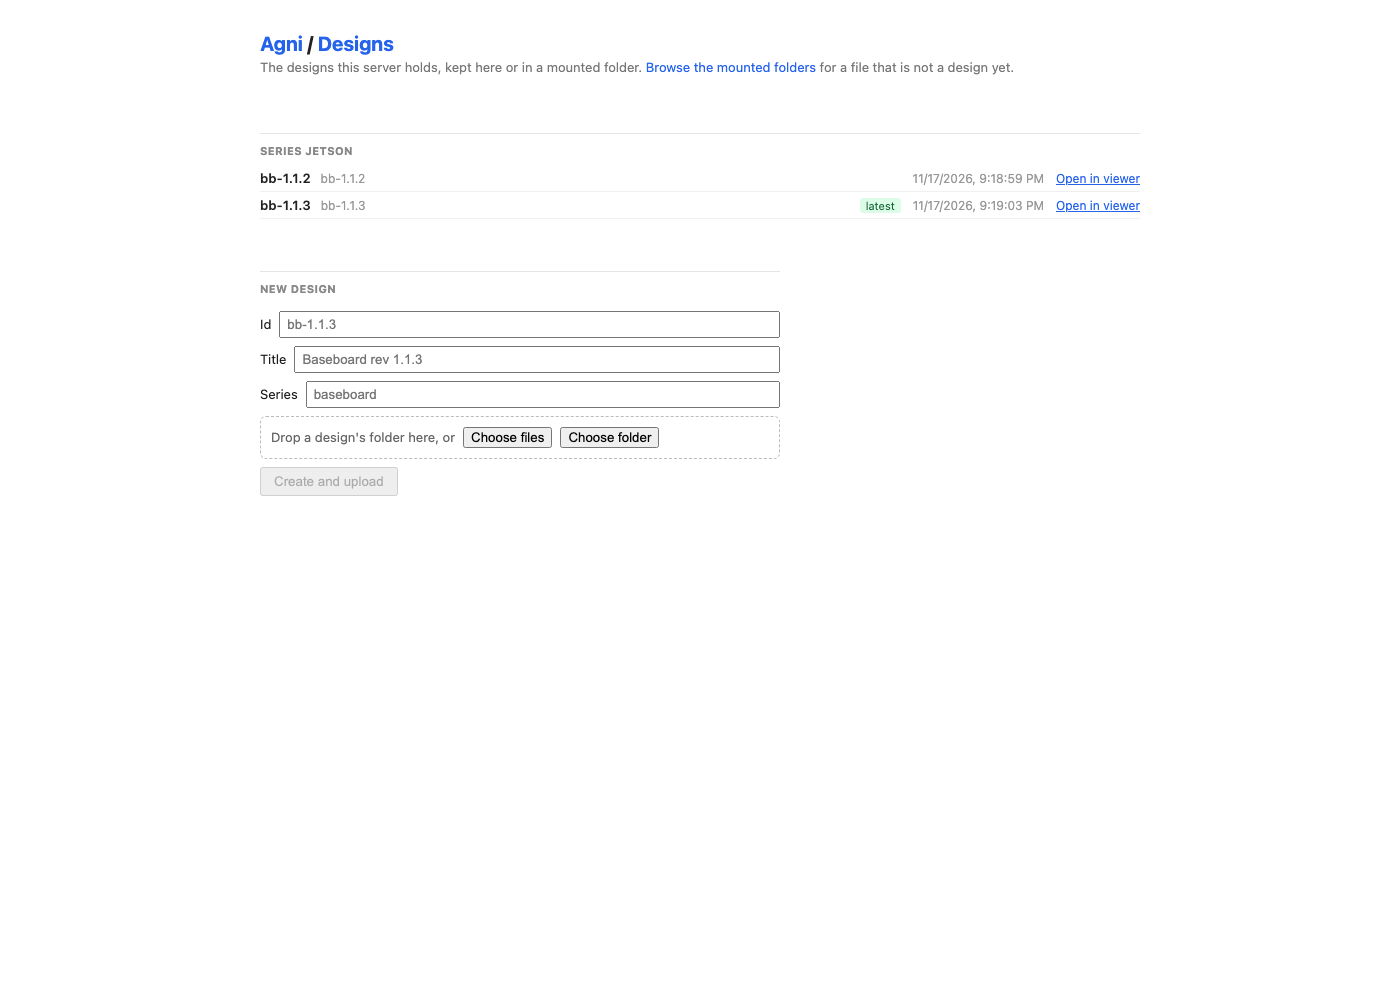 Agni / Designs
The designs this server holds, kept here or in a mounted folder. Browse the mounted folders for a file that is not a design yet.
SERIES JETSON
bb-1.1.2 bb-1.1.2 11/17/2026, 9:18:59 PM Open in viewer
bb-1.1.3 bb-1.1.3 latest 11/17/2026, 9:19:03 PM Open in viewer
NEW DESIGN
Id bb-1.1.3
Title Baseboard rev 1.1.3
Series baseboard
Drop a design's folder here, or Choose files Choose folder
Create and upload